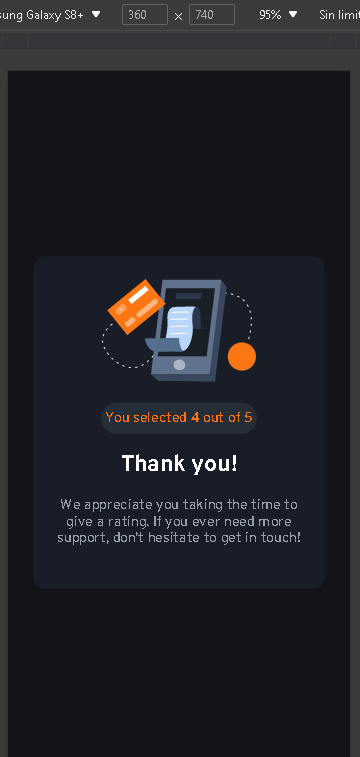 sung Galaxy S8+ 360 × 740 95% Sin limit
You selected 4 out of 5
Thank you!
We appreciate you taking the time to
give a rating. If you ever need more
support, don't hesitate to get in touch!